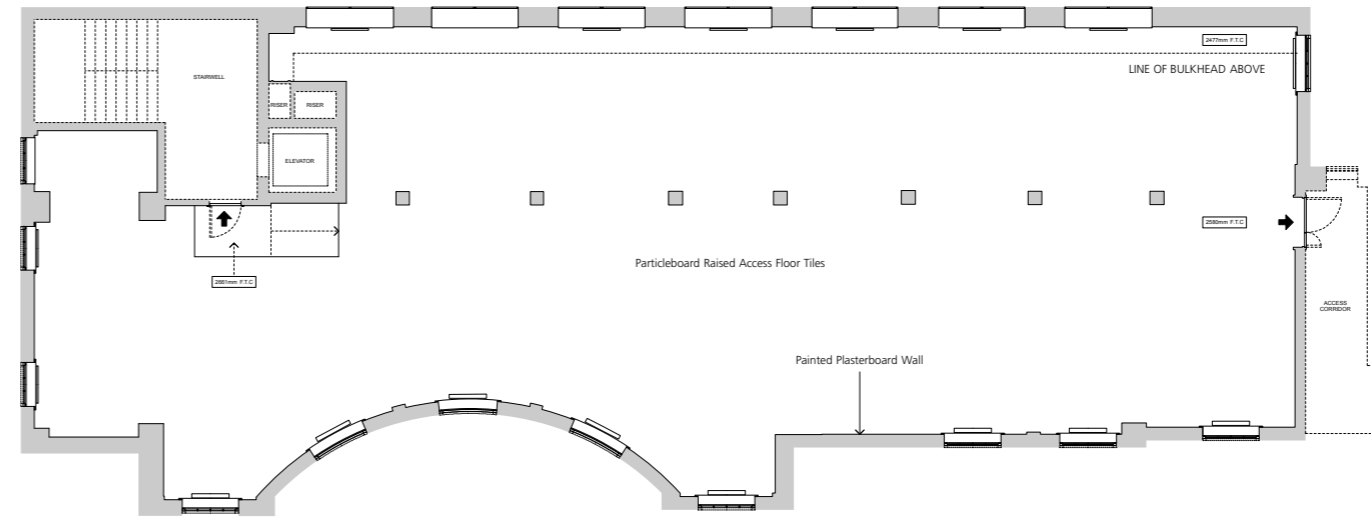 2477mm F.T.C
LINE OF BULKHEAD ABOVE
STAIRWELL
RISER
RISER
ELEVATOR
2580mm F.T.C
Particleboard Raised Access Floor Tiles
2661mm F.T.C
ACCESS
CORRIDOR
Painted Plasterboard Wall